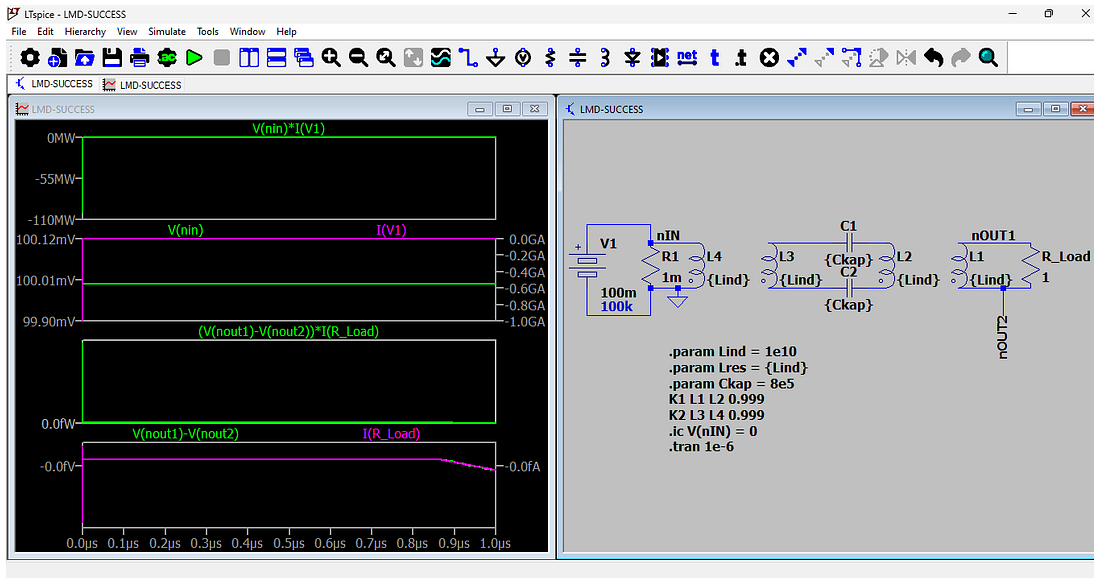 LTspice - LMD-SUCCESS
File Edit Hierarchy View Simulate Tools Window Help
.ac net t .t
LMD-SUCCESS LMD-SUCCESS
LMD-SUCCESS
V(nin)*I(V1)
0MW
-55MW
-110MW
V(nin) I(V1)
100.12mV 0.0GA
-0.2GA
-0.4GA
100.01mV
-0.6GA
-0.8GA
99.90mV -1.0GA
(V(nout1)-V(nout2))*I(R_Load)
0.0fW
V(nout1)-V(nout2) I(R_Load)
-0.0fV -0.0fA
0.0µs 0.1µs 0.2µs 0.3µs 0.4µs 0.5µs 0.6µs 0.7µs 0.8µs 0.9µs 1.0µs
LMD-SUCCESS
+ V1
100m
100k
nIN
R1
1m
L4
{Lind}
L3
{Lind}
C1
{Ckap}
C2
{Ckap}
L2
{Lind}
nOUT1
L1
{Lind}
R_Load
1
nOUT2
.param Lind = 1e10
.param Lres = {Lind}
.param Ckap = 8e5
K1 L1 L2 0.999
K2 L3 L4 0.999
.ic V(nIN) = 0
.tran 1e-6